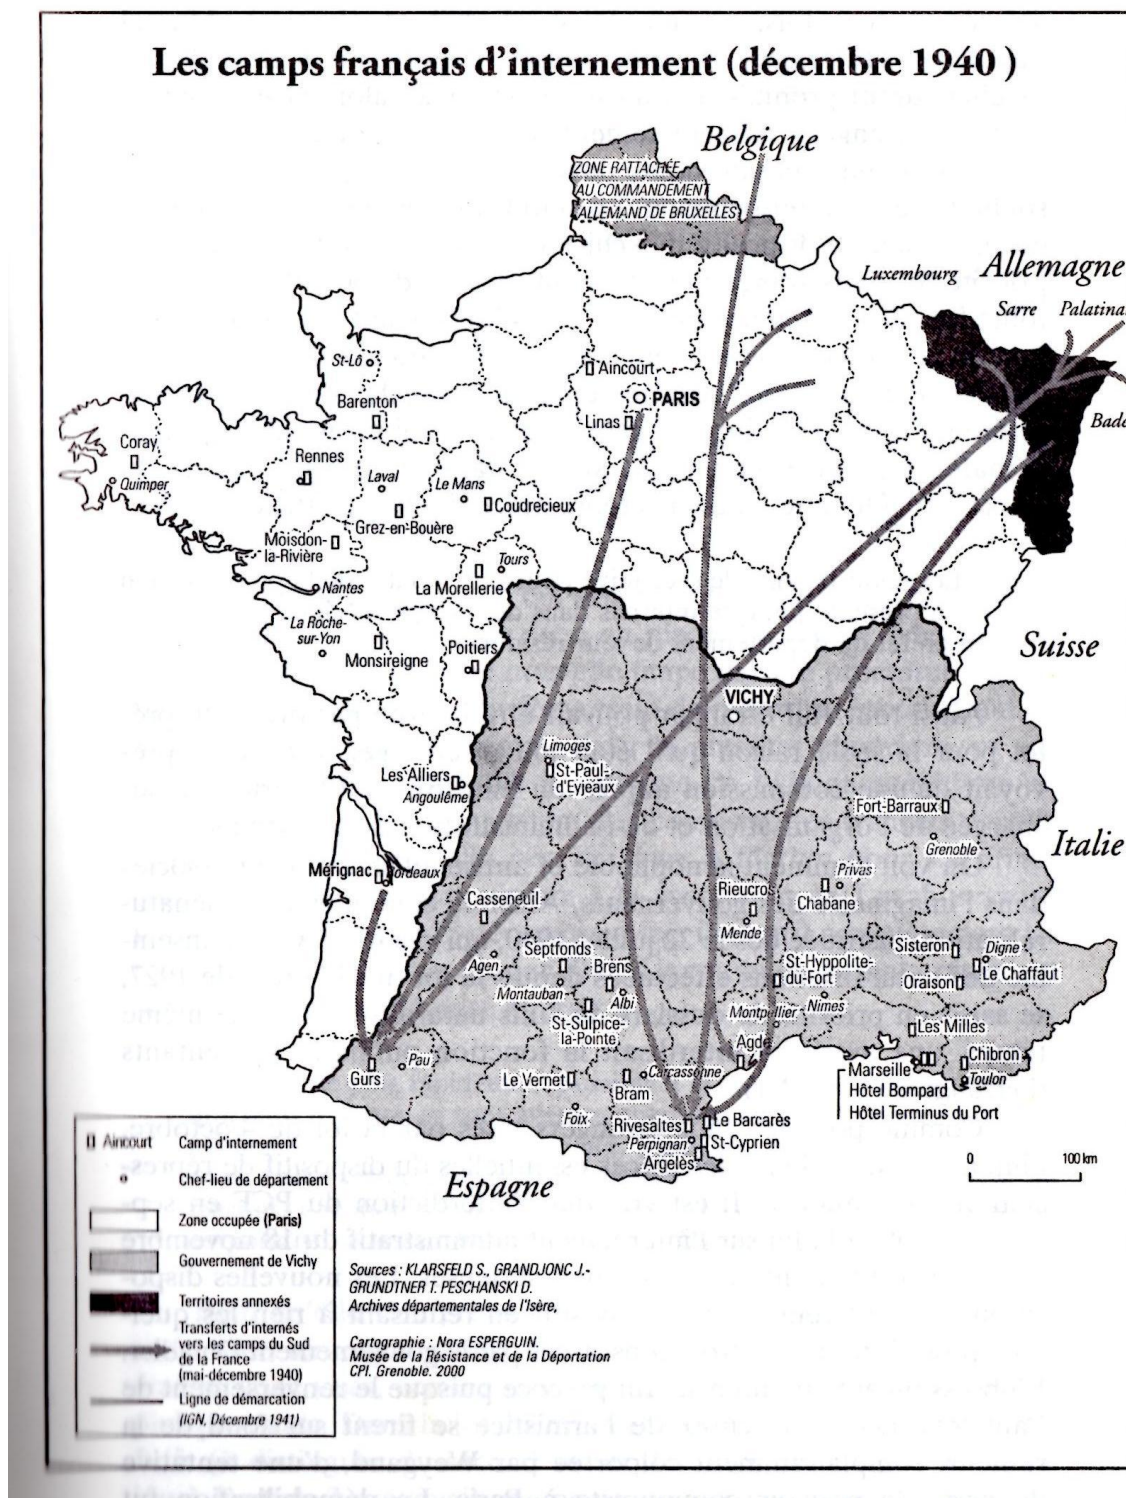 Les camps français d'internement (décembre 1940 )
Belgique
ZONE RATTACHÉE
AU COMMANDEMENT
ALLEMAND DE BRUXELLES
Luxembourg
Allemagne
Sarre
Palatina
Bade
St-Lô
Aincourt
Barenton
PARIS
Linas
Coray
Quimper
Rennes
Laval
Le Mans
Coudrecieux
Grez-en-Bouère
Moisdon-
la-Rivière
Tours
Nantes
La Morellerie
La Roche-
sur-Yon
Monsireigne
Poitiers
Suisse
VICHY
Limoges
St-Paul-
d'Eyjeaux
Les Alliers
Angoulême
Fort-Barraux
Grenoble
Italie
Mérignac
Bordeaux
Privas
Chabane
Rieucros
Mende
Casseneuil
Septfonds
Agen
Brens
Montauban
Albi
St-Sulpice-
la-Pointe
St-Hyppolite-
du-Fort
Nîmes
Montpellier
Sisteron
Digne
Le Chaffaut
Oraison
Les Milles
Agde
Gurs
Pau
Le Vernet
Carcassonne
Bram
Foix
Marseille
Hôtel Bompard
Hôtel Terminus du Port
Chibron
Toulon
Rivesaltes
Le Barcarès
Perpignan
St-Cyprien
Argelès
Espagne
0 100 km
Aincourt Camp d'internement
Chef-lieu de département
Zone occupée (Paris)
Gouvernement de Vichy
Territoires annexés
Transferts d'internés
vers les camps du Sud
de la France
(mai-décembre 1940)
Ligne de démarcation
(IGN, Décembre 1941)
Sources : KLARSFELD S., GRANDJONC J.-
GRUNDTNER T. PESCHANSKI D.
Archives départementales de l'Isère,
Cartographie : Nora ESPERGUIN.
Musée de la Résistance et de la Déportation
CPI. Grenoble. 2000